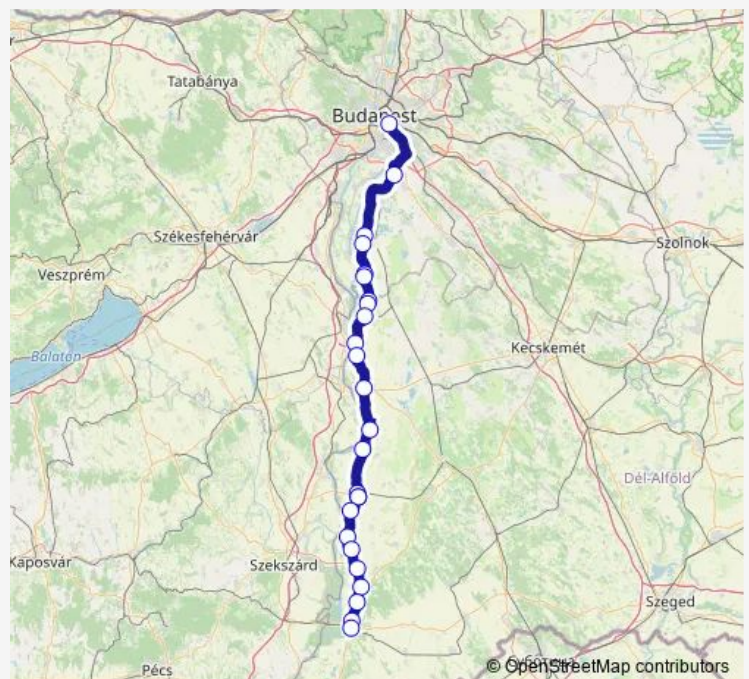 Tatabánya
Budapest
Székesfehérvár
Szolnok
Veszprém
Balaton
Kecskemét
Dél-Alföld
Kaposvár
Szekszárd
Szeged
Pécs
© OpenStreetMap contributors